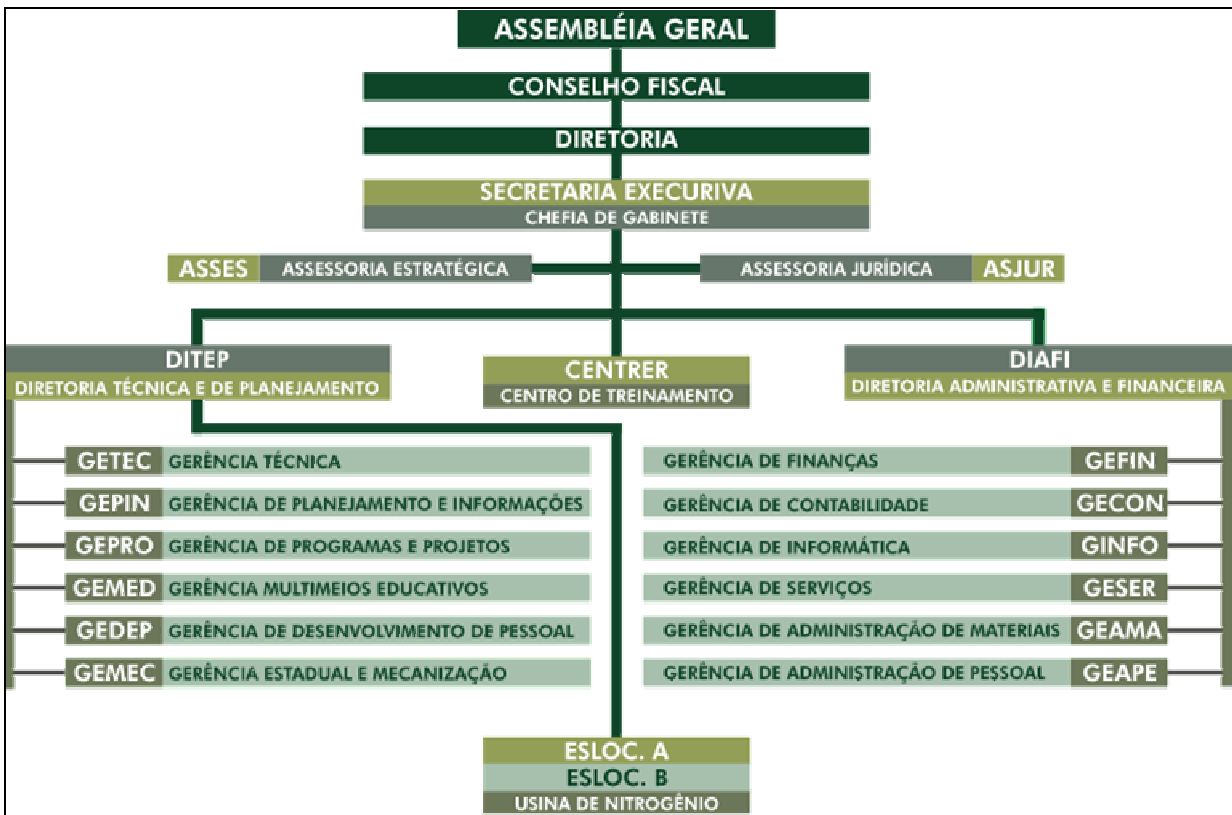 ASSEMBLÉIA GERAL
CONSELHO FISCAL
DIRETORIA
SECRETARIA EXECURIVA
CHEFIA DE GABINETE
ASSES ASSESSORIA ESTRATÉGICA
ASSESSORIA JURÍDICA ASJUR
DITEP
DIRETORIA TÉCNICA E DE PLANEJAMENTO
CENTRER
CENTRO DE TREINAMENTO
DIAFI
DIRETORIA ADMINISTRATIVA E FINANCEIRA
GETEC GERÊNCIA TÉCNICA
GEPIN GERÊNCIA DE PLANEJAMENTO E INFORMAÇÕES
GEPRO GERÊNCIA DE PROGRAMAS E PROJETOS
GEMED GERÊNCIA MULTIMEIOS EDUCATIVOS
GEDEP GERÊNCIA DE DESENVOLVIMENTO DE PESSOAL
GEMEC GERÊNCIA ESTADUAL E MECANIZAÇÃO
GERÊNCIA DE FINANÇAS GEFIN
GERÊNCIA DE CONTABILIDADE GECON
GERÊNCIA DE INFORMÁTICA GINFO
GERÊNCIA DE SERVIÇOS GESER
GERÊNCIA DE ADMINISTRAÇÃO DE MATERIAIS GEAMA
GERÊNCIA DE ADMINISTRAÇÃO DE PESSOAL GEAPE
ESLOC. A
ESLOC. B
USINA DE NITROGÊNIO